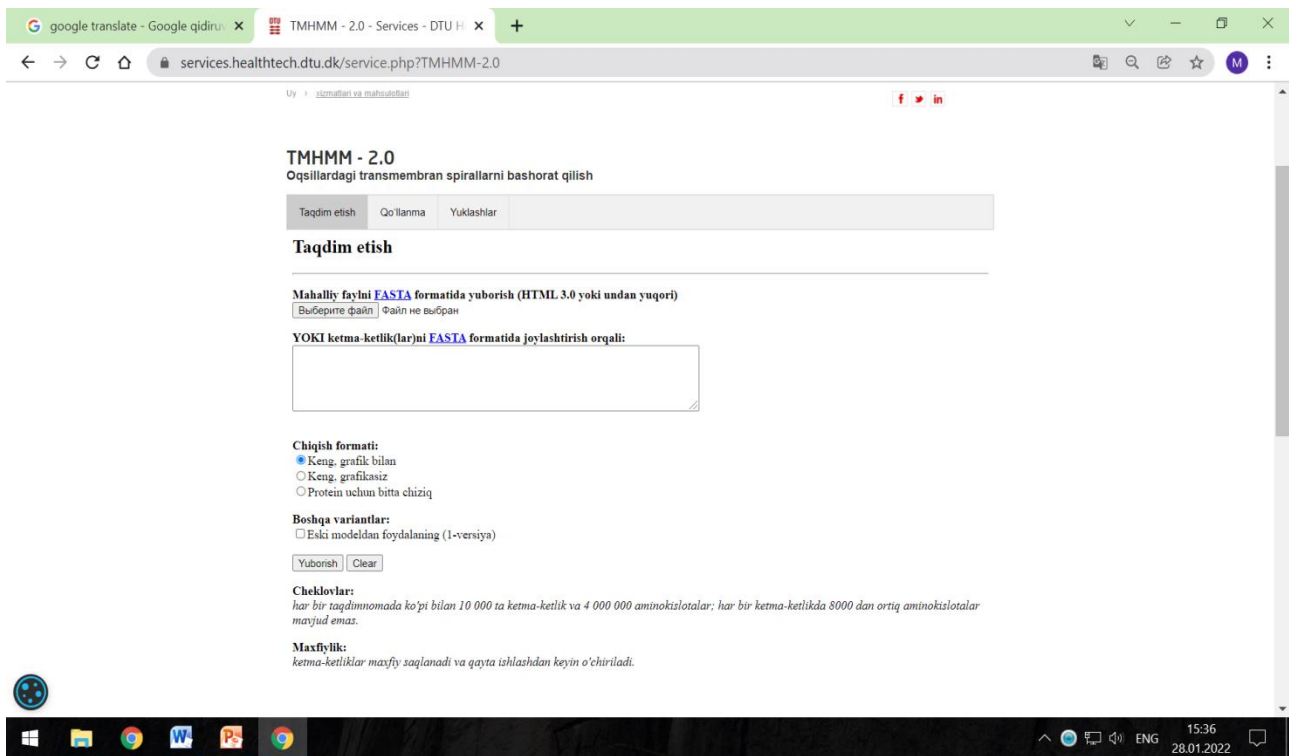 google translate - Google qidiruv
TMHMM - 2.0 - Services - DTU H
services.healthtech.dtu.dk/service.php?TMHMM-2.0
M
Uy > xizmatlari va mahsulotlari
TMHMM - 2.0
Oqsillardagi transmembran spirallarni bashorat qilish
Taqdim etish Qo'llanma Yuklashlar
Taqdim etish
Mahalliy faylni FASTA formatida yuborish (HTML 3.0 yoki undan yuqori)
Выберите файл Файл не выбран
YOKI ketma-ketlik(lar)ni FASTA formatida joylashtirish orqali:
Chiqish formati:
Keng, grafik bilan
Keng, grafikasiz
Protein uchun bitta chiziq
Boshqa variantlar:
Eski modeldan foydalaning (1-versiya)
Yuborish Clear
Cheklovlar:
har bir taqdimnomada ko'pi bilan 10 000 ta ketma-ketlik va 4 000 000 aminokislotalar; har bir ketma-ketlikda 8000 dan ortiq aminokislotalar
mavjud emas.
Maxfiylik:
ketma-ketliklar maxfiy saqlanadi va qayta ishlashdan keyin o'chiriladi.
ENG
15:36
28.01.2022